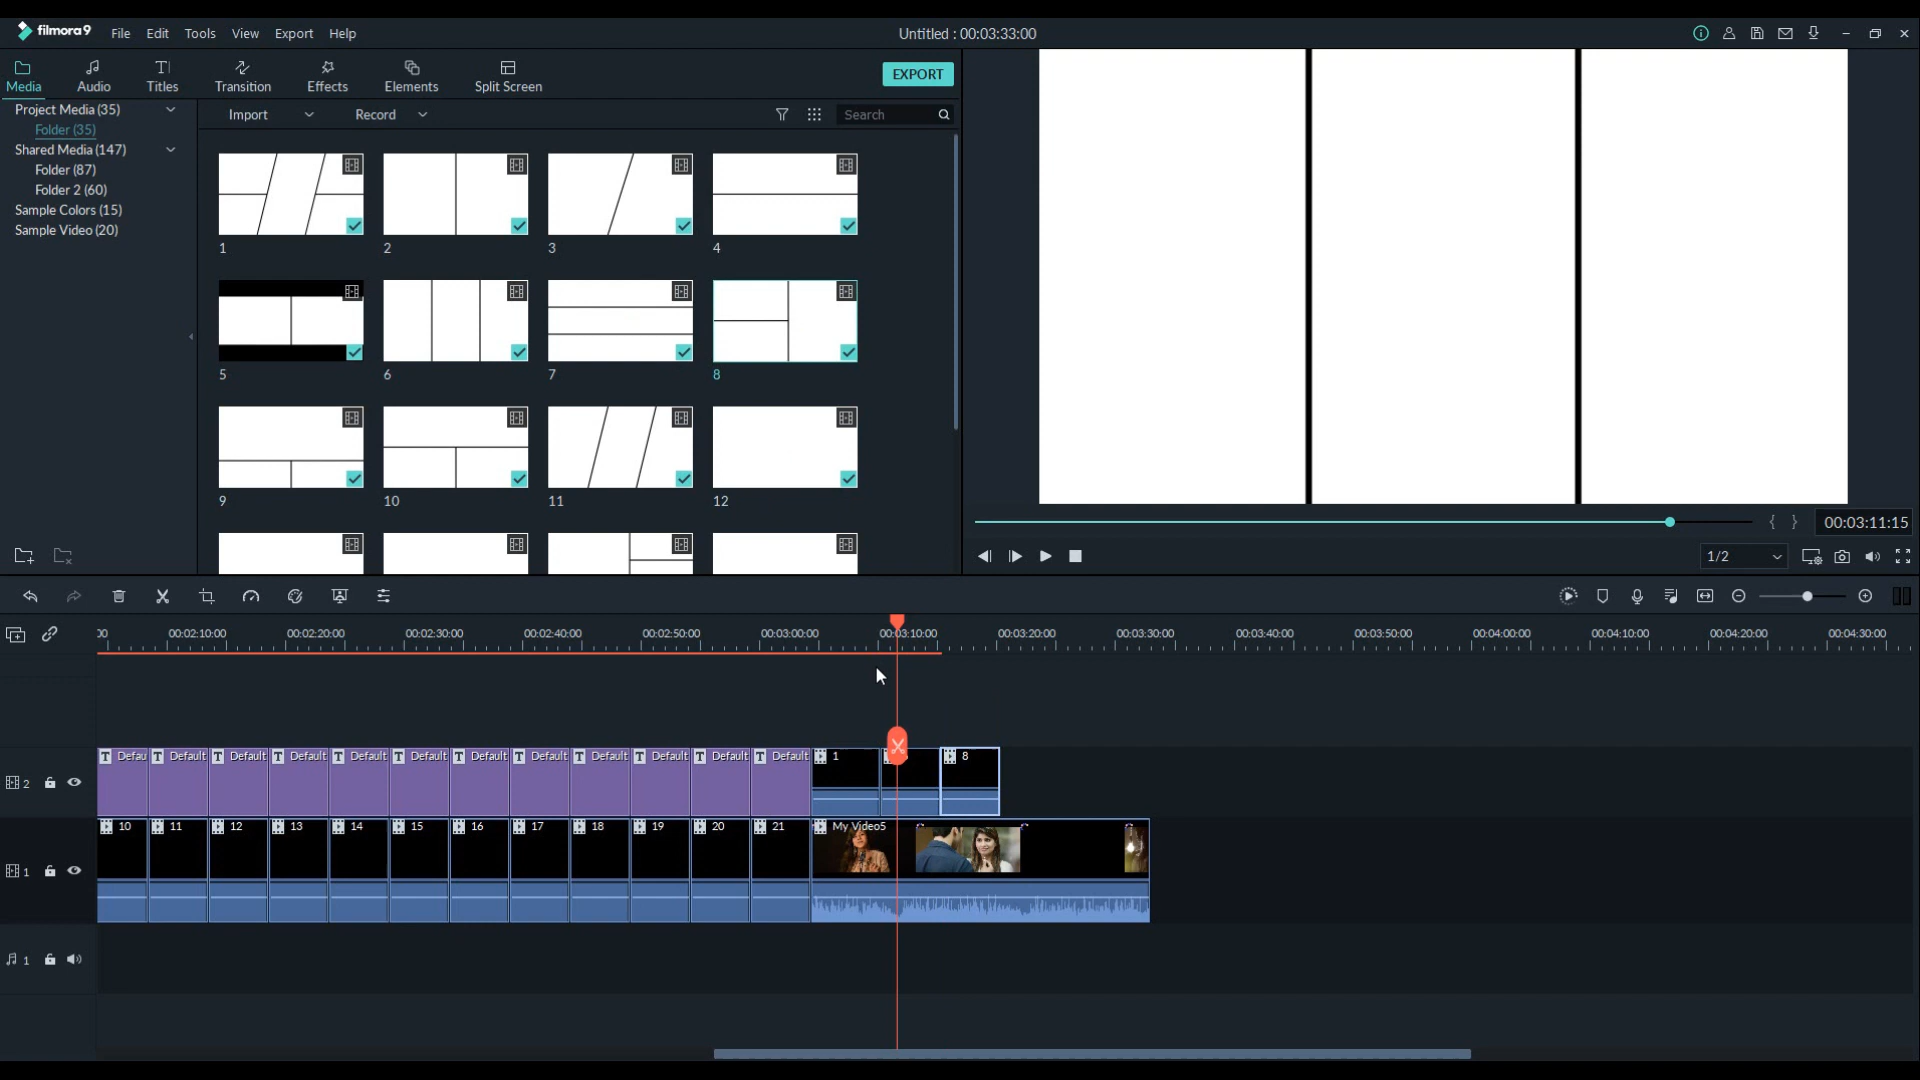 filmora9 File Edit Tools View Export Help Untitled : 00:03:33:00
Media Audio Titles Transition Effects Elements Split Screen EXPORT
Project Media (35)
Folder (35)
Shared Media (147)
Folder (87)
Folder 2 (60)
Sample Colors (15)
Sample Video (20)
Import Record Search
1 2 3 4
5 6 7 8
9 10 11 12
{ } 00:03:11:15
1/2
00 00:02:10:00 00:02:20:00 00:02:30:00 00:02:40:00 00:02:50:00 00:03:00:00 00:03:10:00 00:03:20:00 00:03:30:00 00:03:40:00 00:03:50:00 00:04:00:00 00:04:10:00 00:04:20:00 00:04:30:00
2 T Defau T Default T Default T Default T Default T Default T Default T Default T Default T Default T Default T Default 1 8
1 10 11 12 13 14 15 16 17 18 19 20 21 My Video5
1